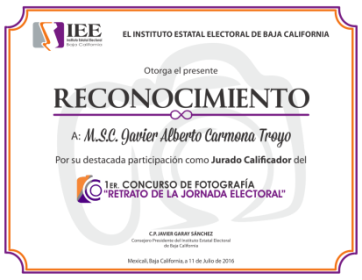 IEE
Instituto Estatal Electoral
Baja California
EL INSTITUTO ESTATAL ELECTORAL DE BAJA CALIFORNIA
Otorga el presente
RECONOCIMIENTO
A: M.S.C. Javier Alberto Carmona Troyo
Por su destacada participación como Jurado Calificador del
1ER. CONCURSO DE FOTOGRAFÍA
"RETRATO DE LA JORNADA ELECTORAL"
C.P. JAVIER GARAY SÁNCHEZ
Consejero Presidente del Instituto Estatal Electoral
de Baja California
Mexicali, Baja California, a 11 de Julio de 2016